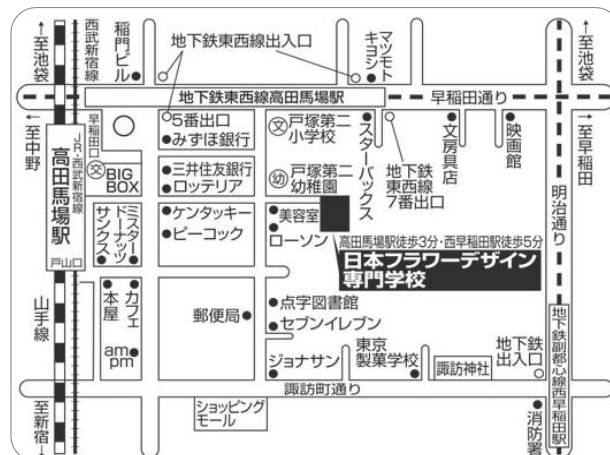 ←至池袋
西武新宿線
稲門ビル
地下鉄東西線出入口
マツモト
キヨシ
←至池袋
地下鉄東西線高田馬場駅
早稲田通り
←至中野
JR・西武新宿線
高田馬場駅
戸山口
早稲田口
交
BIG
BOX
5番出口
みずほ銀行
文
戸塚第二
小学校
スターバックス
地下鉄
東西線
7番出口
文房具店
映画館
→至早稲田
三井住友銀行
ロッテリア
幼
戸塚第二
幼稚園
明治通り
ミスター
ドーナッツ
サンクス
ケンタッキー
ピーコック
美容室
ローソン
高田馬場駅徒歩3分・西早稲田駅徒歩5分
日本フラワーデザイン
専門学校
山手線
本屋
カフェ
am
pm
郵便局
点字図書館
セブンイレブン
ジョナサン
東京
製菓学校
諏訪神社
地下鉄
出入口
地下鉄副都心線西早稲田駅
諏訪町通り
至新宿→
ショッピング
モール
消防署